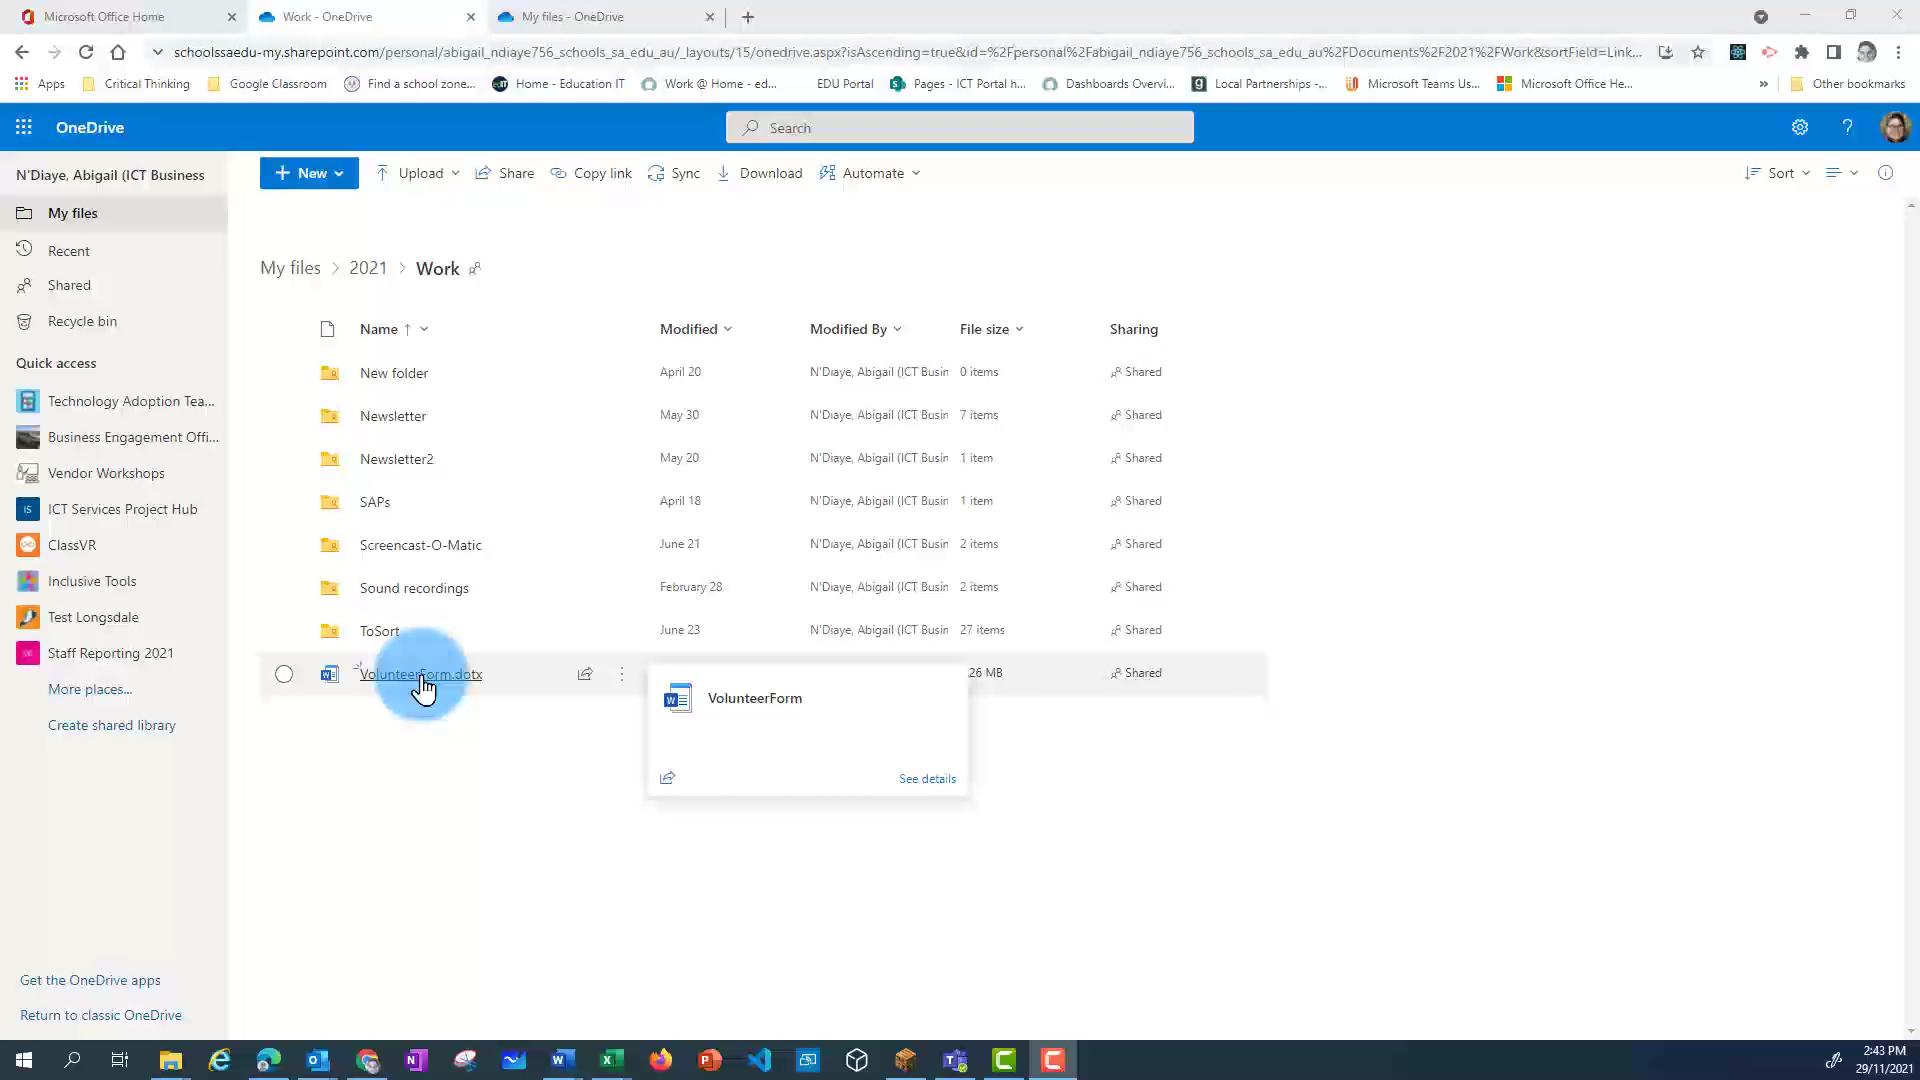 Microsoft Office Home
Work - OneDrive
My files - OneDrive
schoolssaedu-my.sharepoint.com/personal/abigail_ndiaye756_schools_sa_edu_au/_layouts/15/onedrive.aspx?isAscending=true&id=%2Fpersonal%2Fabigail_ndiaye756_schools_sa_edu_au%2FDocuments%2F2021%2FWork&sortField=Link...
Apps Critical Thinking Google Classroom Find a school zone... Home - Education IT Work @ Home - ed... EDU Portal Pages - ICT Portal h... Dashboards Overvi... Local Partnerships -... Microsoft Teams Us... Microsoft Office He... » Other bookmarks
OneDrive
Search
N'Diaye, Abigail (ICT Business
New Upload Share Copy link Sync Download Automate Sort
My files
Recent
Shared
Recycle bin
Quick access
Technology Adoption Tea...
Business Engagement Offi...
Vendor Workshops
IS ICT Services Project Hub
ClassVR
Inclusive Tools
Test Longsdale
Staff Reporting 2021
More places...
Create shared library
Get the OneDrive apps
Return to classic OneDrive
My files > 2021 > Work
Name ↑ Modified Modified By File size Sharing
New folder April 20 N'Diaye, Abigail (ICT Busin 0 items Shared
Newsletter May 30 N'Diaye, Abigail (ICT Busin 7 items Shared
Newsletter2 May 20 N'Diaye, Abigail (ICT Busin 1 item Shared
SAPs April 18 N'Diaye, Abigail (ICT Busin 1 item Shared
Screencast-O-Matic June 21 N'Diaye, Abigail (ICT Busin 2 items Shared
Sound recordings February 28 N'Diaye, Abigail (ICT Busin 2 items Shared
ToSort June 23 N'Diaye, Abigail (ICT Busin 27 items Shared
VolunteerForm.dotx 26 MB Shared
VolunteerForm
See details
2:43 PM
29/11/2021